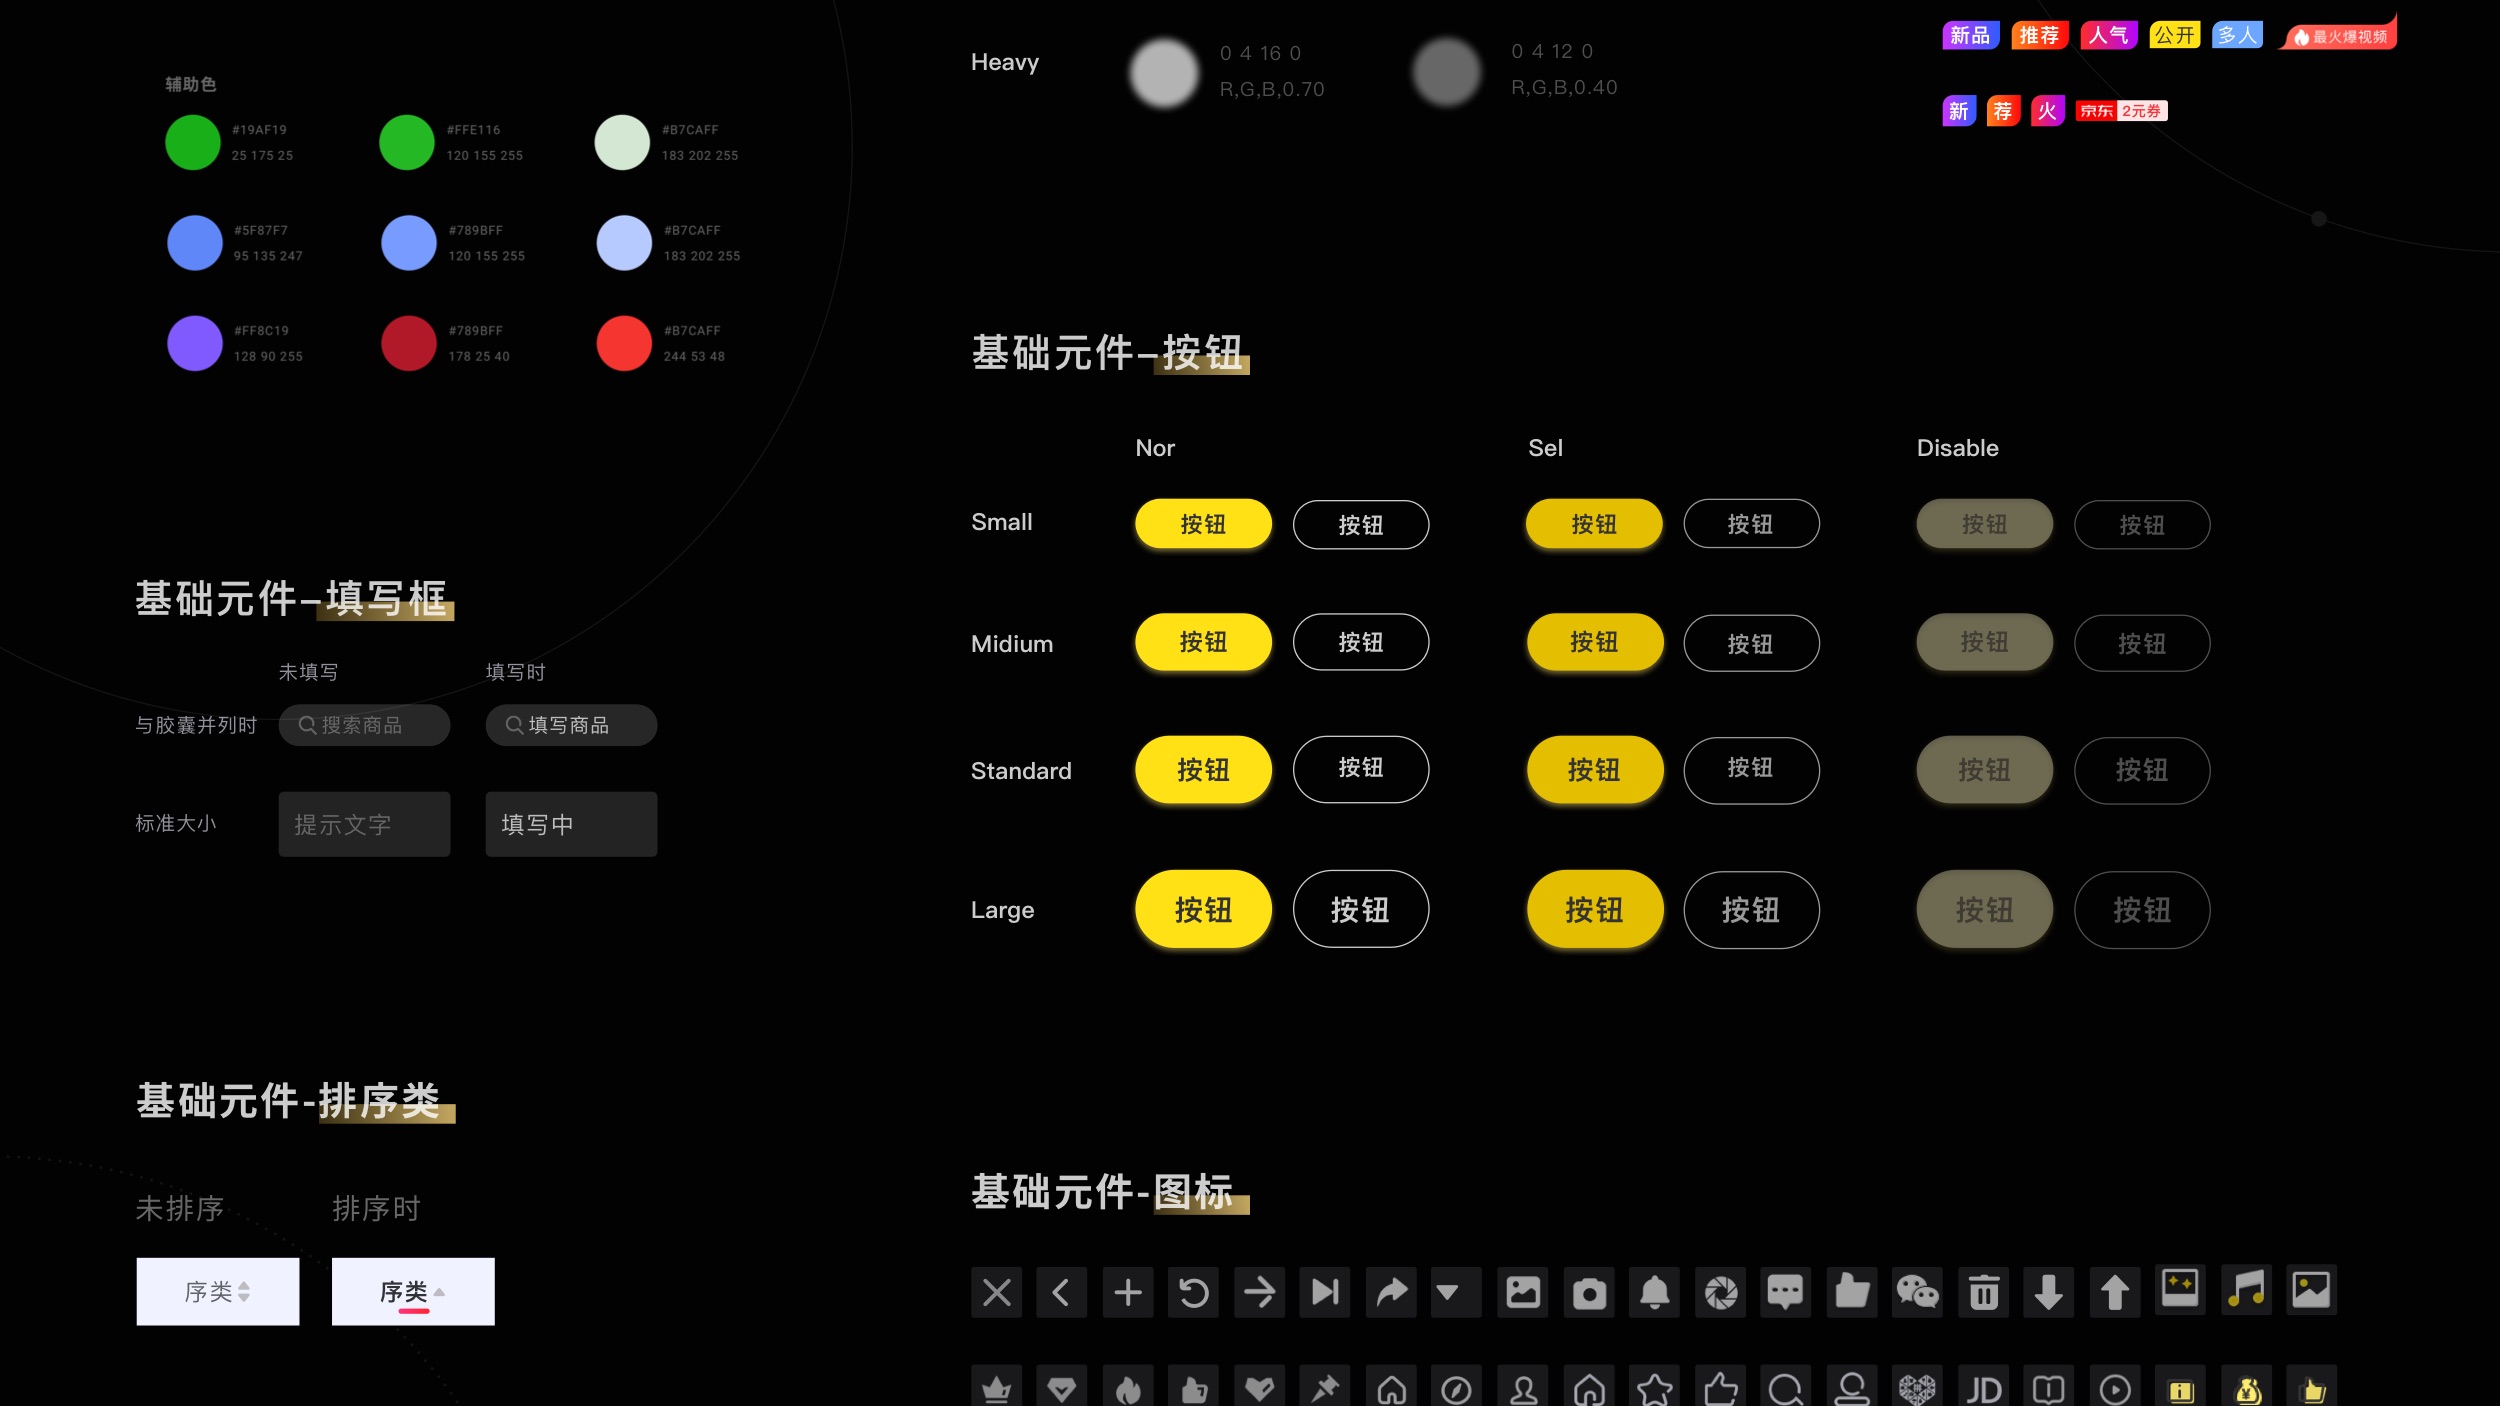 辅助色
#19AF19
25 175 25
#FFE116
120 155 255
#B7CAFF
183 202 255
#5F87F7
95 135 247
#789BFF
120 155 255
#B7CAFF
183 202 255
#FF8C19
128 90 255
#789BFF
178 25 40
#B7CAFF
244 53 48
基础元件-填写框
未填写
填写时
与胶囊并列时
搜索商品
填写商品
标准大小
提示文字
填写中
基础元件-排序类
未排序
排序时
序类
序类
Heavy
0 4 16 0
R,G,B,0.70
0 4 12 0
R,G,B,0.40
新品
推荐
人气
公开
多人
最火爆视频
新
荐
火
京东
2元券
基础元件-按钮
Nor
Sel
Disable
Small
按钮
按钮
按钮
按钮
按钮
按钮
Midium
按钮
按钮
按钮
按钮
按钮
按钮
Standard
按钮
按钮
按钮
按钮
按钮
按钮
Large
按钮
按钮
按钮
按钮
按钮
按钮
基础元件-图标
JD
¥